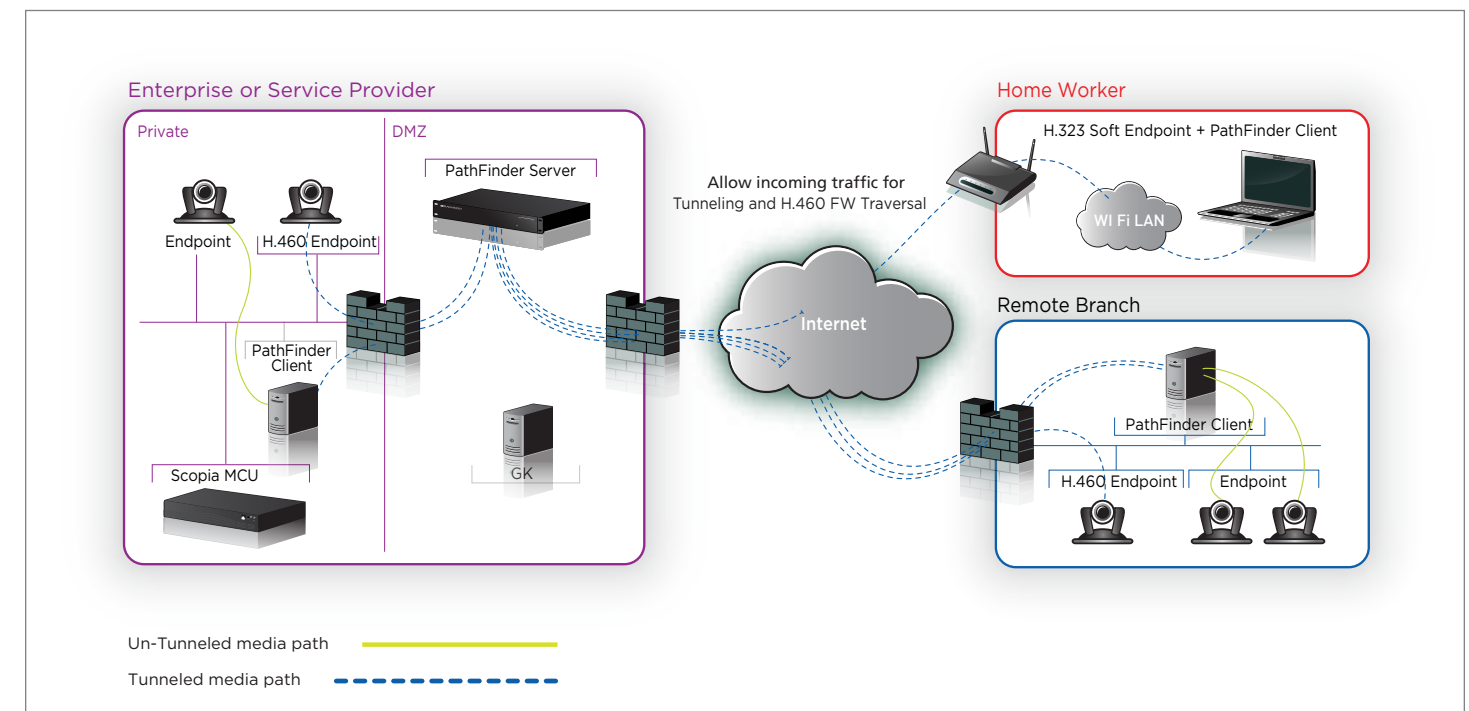 Enterprise or Service Provider
Private
DMZ
PathFinder Server
Endpoint
H.460 Endpoint
PathFinder
Client
Scopia MCU
GK
Allow incoming traffic for
Tunneling and H.460 FW Traversal
Internet
Home Worker
H.323 Soft Endpoint + PathFinder Client
WI Fi LAN
Remote Branch
PathFinder Client
H.460 Endpoint
Endpoint
Un-Tunneled media path
Tunneled media path